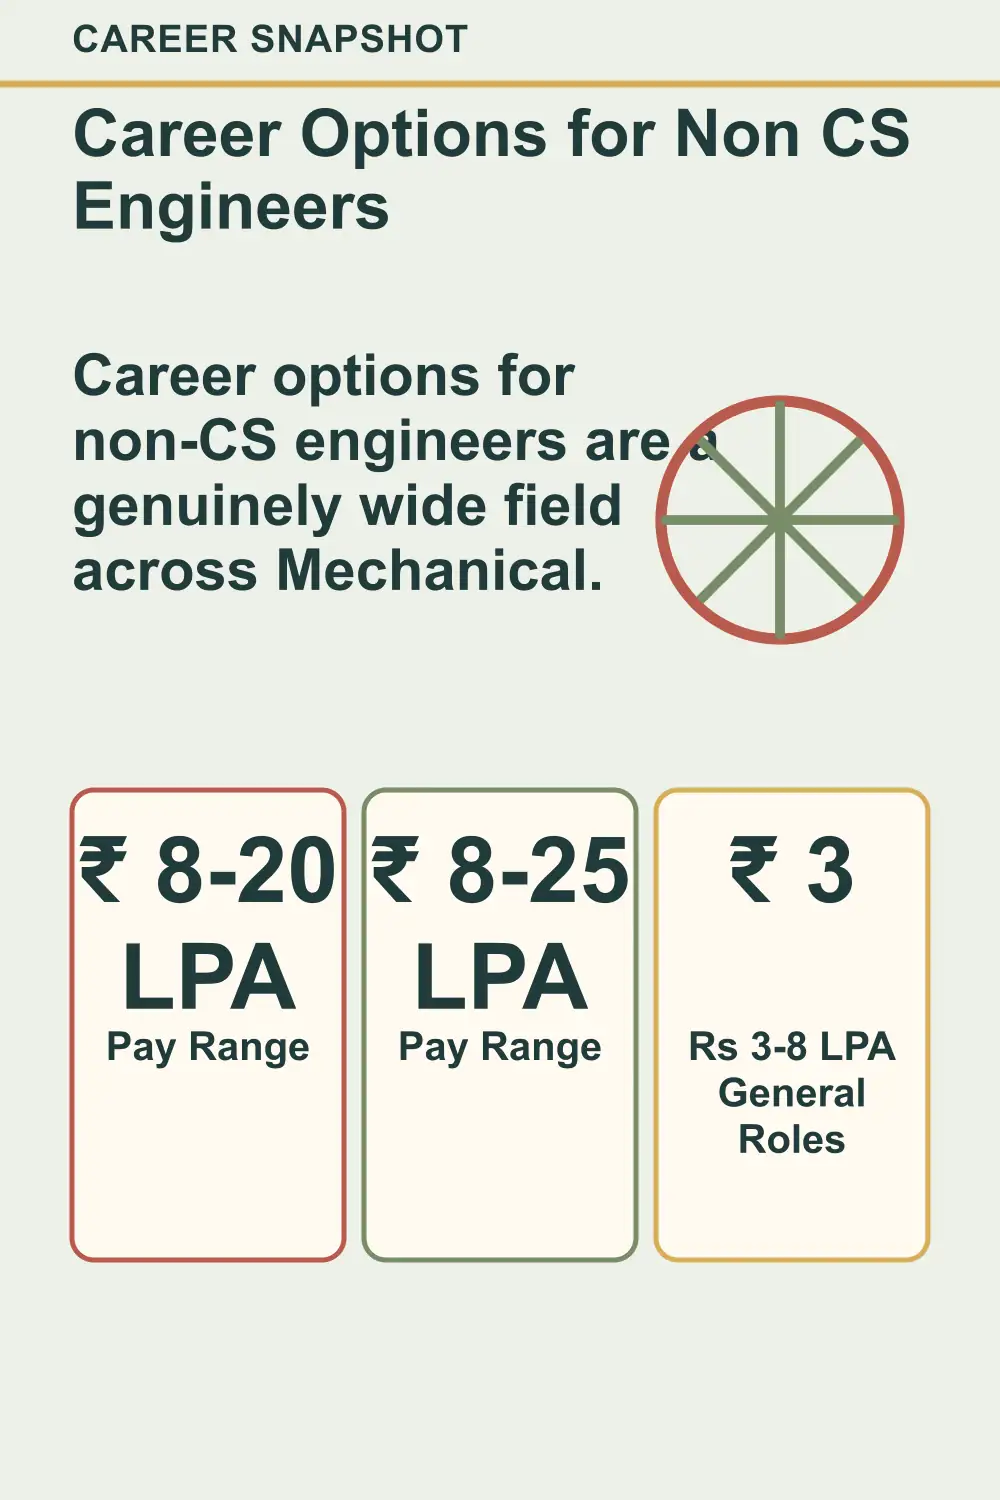 CAREER SNAPSHOT
Career Options for Non CS
Engineers
Career options for
non-CS engineers are a
genuinely wide field
across Mechanical.
₹ 8-20
LPA
Pay Range
₹ 8-25
LPA
Pay Range
₹ 3
Rs 3-8 LPA
General
Roles